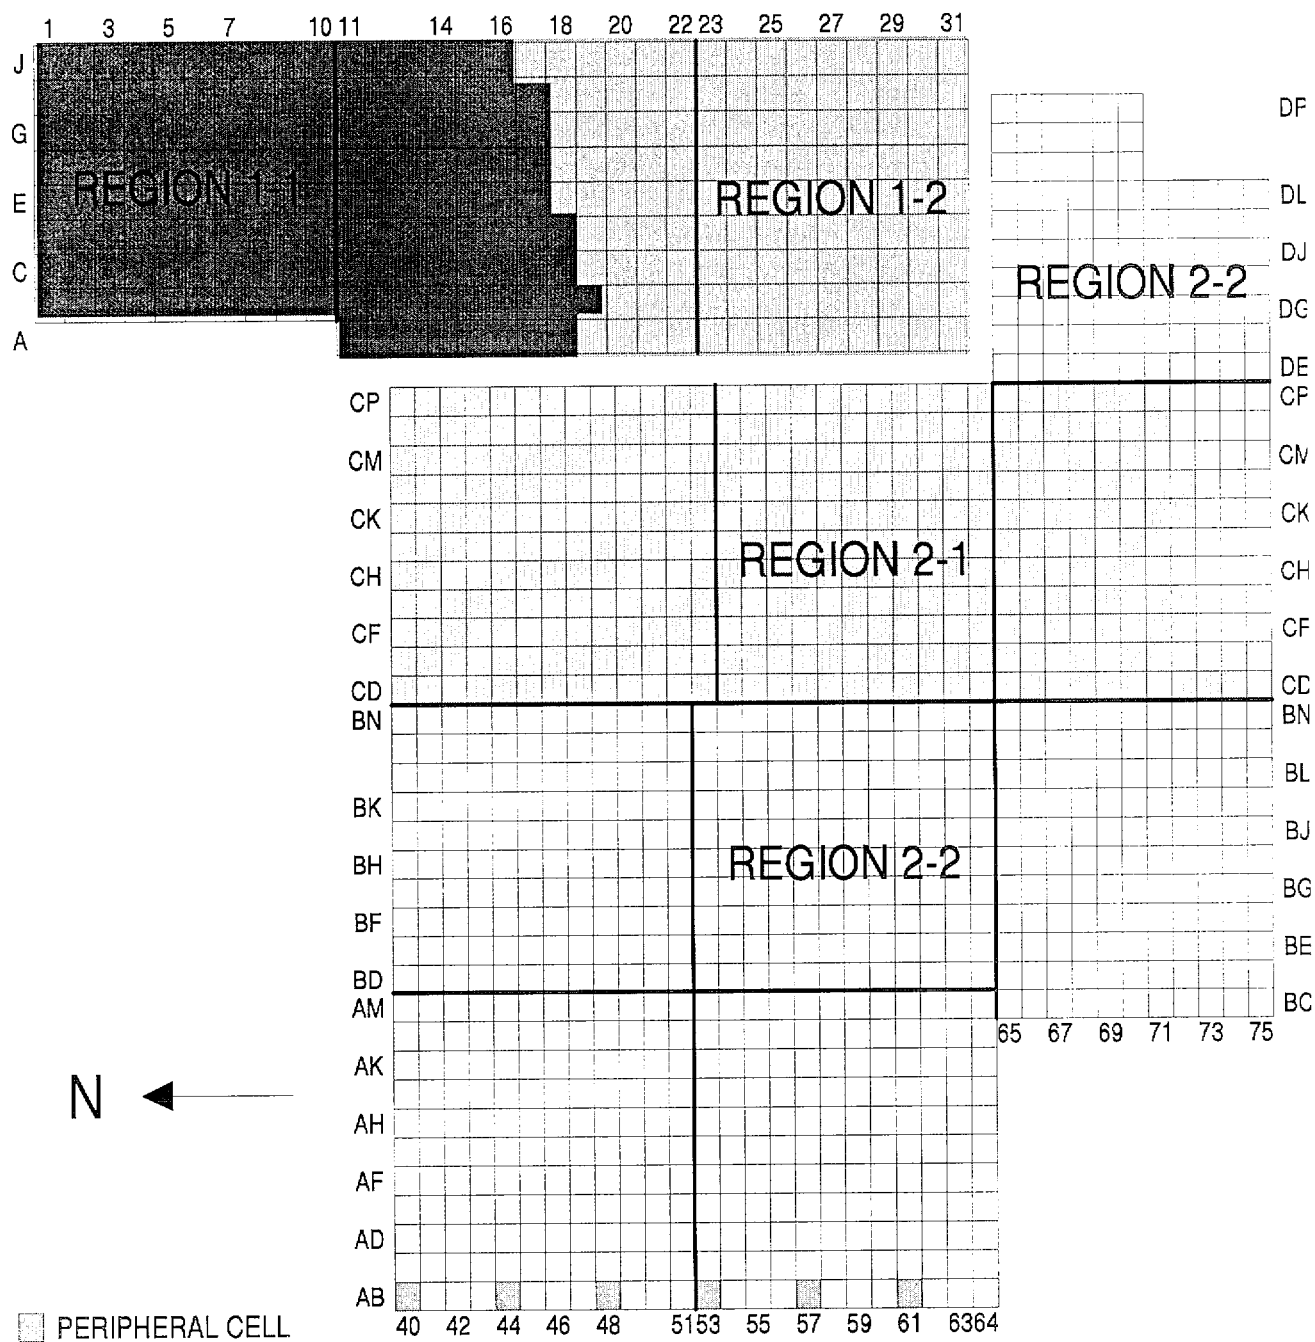 1 3 5 7 10 11 14 16 18 20 22 23 25 27 29 31
J
DP
G
REGION 1-1
REGION 1-2
DL
E
DJ
C
REGION 2-2
DG
A
DE
CP
CP
CM
CM
CK
CK
REGION 2-1
CH
CH
CF
CF
CD
CD
BN
BN
BL
BK
BJ
BH
REGION 2-2
BG
BF
BE
BD
BC
AM
65 67 69 71 73 75
AK
N
AH
AF
AD
AB
40 42 44 46 48 51 53 55 57 59 61 63 64
PERIPHERAL CELL